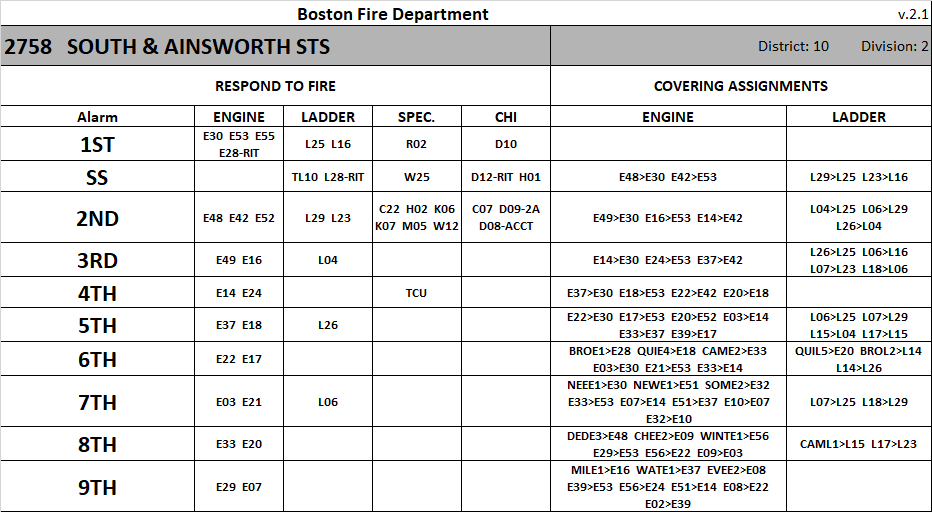 Boston Fire Department v.2.1
2758 SOUTH & AINSWORTH STS District: 10 Division: 2
RESPOND TO FIRE COVERING ASSIGNMENTS
Alarm ENGINE LADDER SPEC. CHI ENGINE LADDER
1ST
E30 E53 E55
E28-RIT
L25 L16
R02
D10
SS
TL10 L28-RIT
W25
D12-RIT H01
E48>E30 E42>E53
L29>L25 L23>L16
2ND
E48 E42 E52
L29 L23
C22 H02 K06
K07 M05 W12
C07 D09-2A
D08-ACCT
E49>E30 E16>E53 E14>E42
L04>L25 L06>L29
L26>L04
3RD
E49 E16
L04
E14>E30 E24>E53 E37>E42
L26>L25 L06>L16
L07>L23 L18>L06
4TH
E14 E24
TCU
E37>E30 E18>E53 E22>E42 E20>E18
5TH
E37 E18
L26
E22>E30 E17>E53 E20>E52 E03>E14
E33>E37 E39>E17
L06>L25 L07>L29
L15>L04 L17>L15
6TH
E22 E17
BROE1>E28 QUIE4>E18 CAME2>E33
E03>E30 E21>E53 E33>E14
QUIL5>E20 BROL2>L14
L14>L26
7TH
E03 E21
L06
NEEE1>E30 NEWE1>E51 SOME2>E32
E33>E53 E07>E14 E51>E37 E10>E07
E32>E10
L07>L25 L18>L29
8TH
E33 E20
DEDE3>E48 CHEE2>E09 WINTE1>E56
E29>E53 E56>E22 E09>E03
CAML1>L15 L17>L23
9TH
E29 E07
MILE1>E16 WATE1>E37 EVEE2>E08
E39>E53 E56>E24 E51>E14 E08>E22
E02>E39